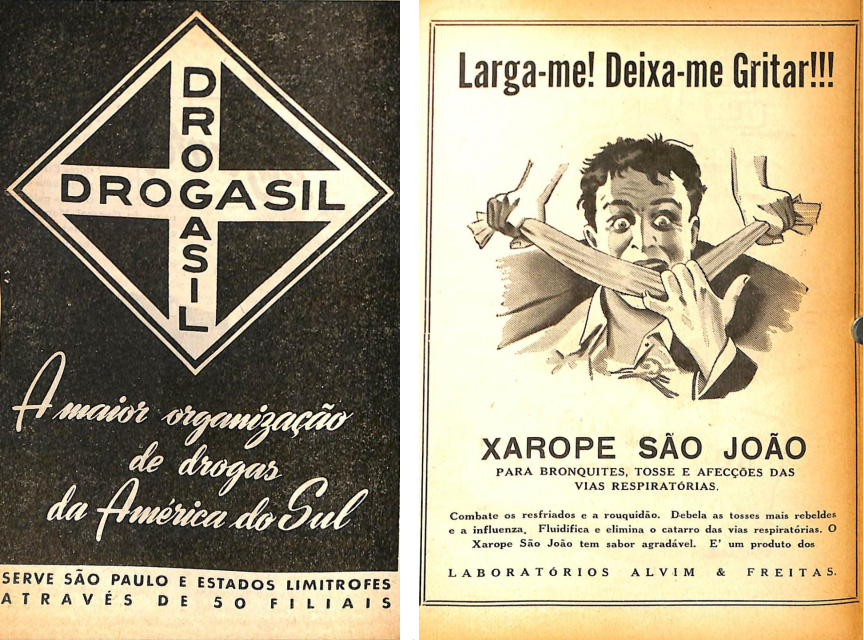 DROGASIL
DROGASIL
A maior organização
de drogas
da América do Sul
SERVE SÃO PAULO E ESTADOS LIMITROFES
ATRAVÉS DE 50 FILIAIS
Larga-me! Deixa-me Gritar!!!
XAROPE SÃO JOÃO
PARA BRONQUITES, TOSSE E AFECÇÕES DAS
VIAS RESPIRATÓRIAS.
Combate os resfriados e a rouquidão. Debela as tosses mais rebeldes
e a influenza. Fluidifica e elimina o catarro das vias respiratórias. O
Xarope São João tem sabor agradável. E' um produto dos
LABORATÓRIOS ALVIM & FREITAS.